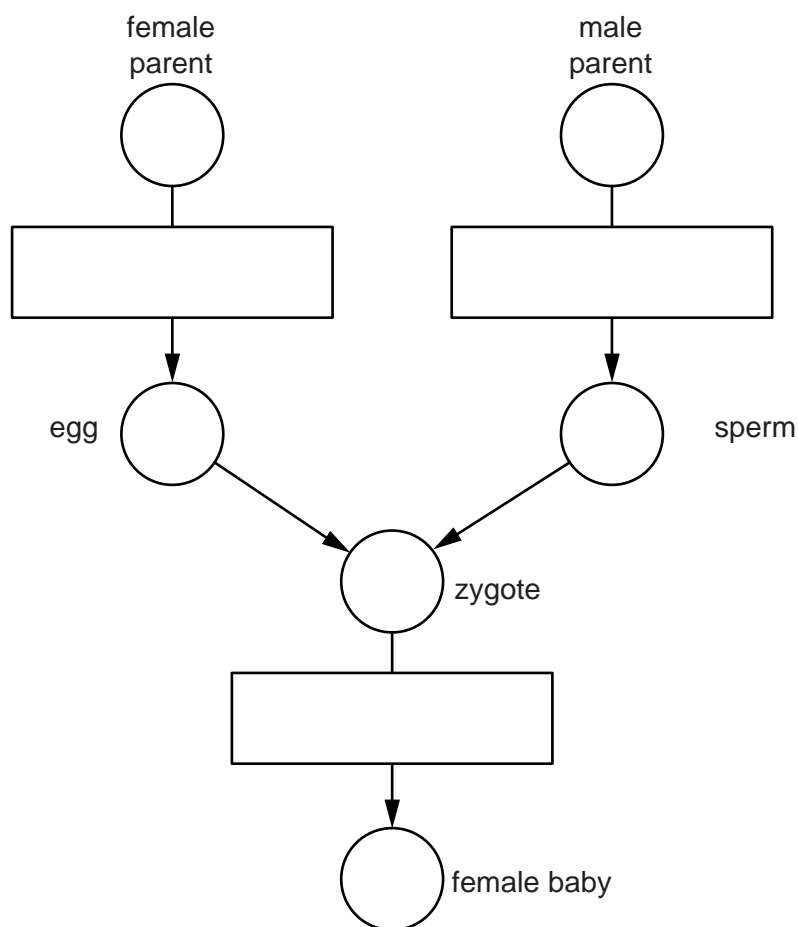 female
parent
male
parent
egg
sperm
zygote
female baby